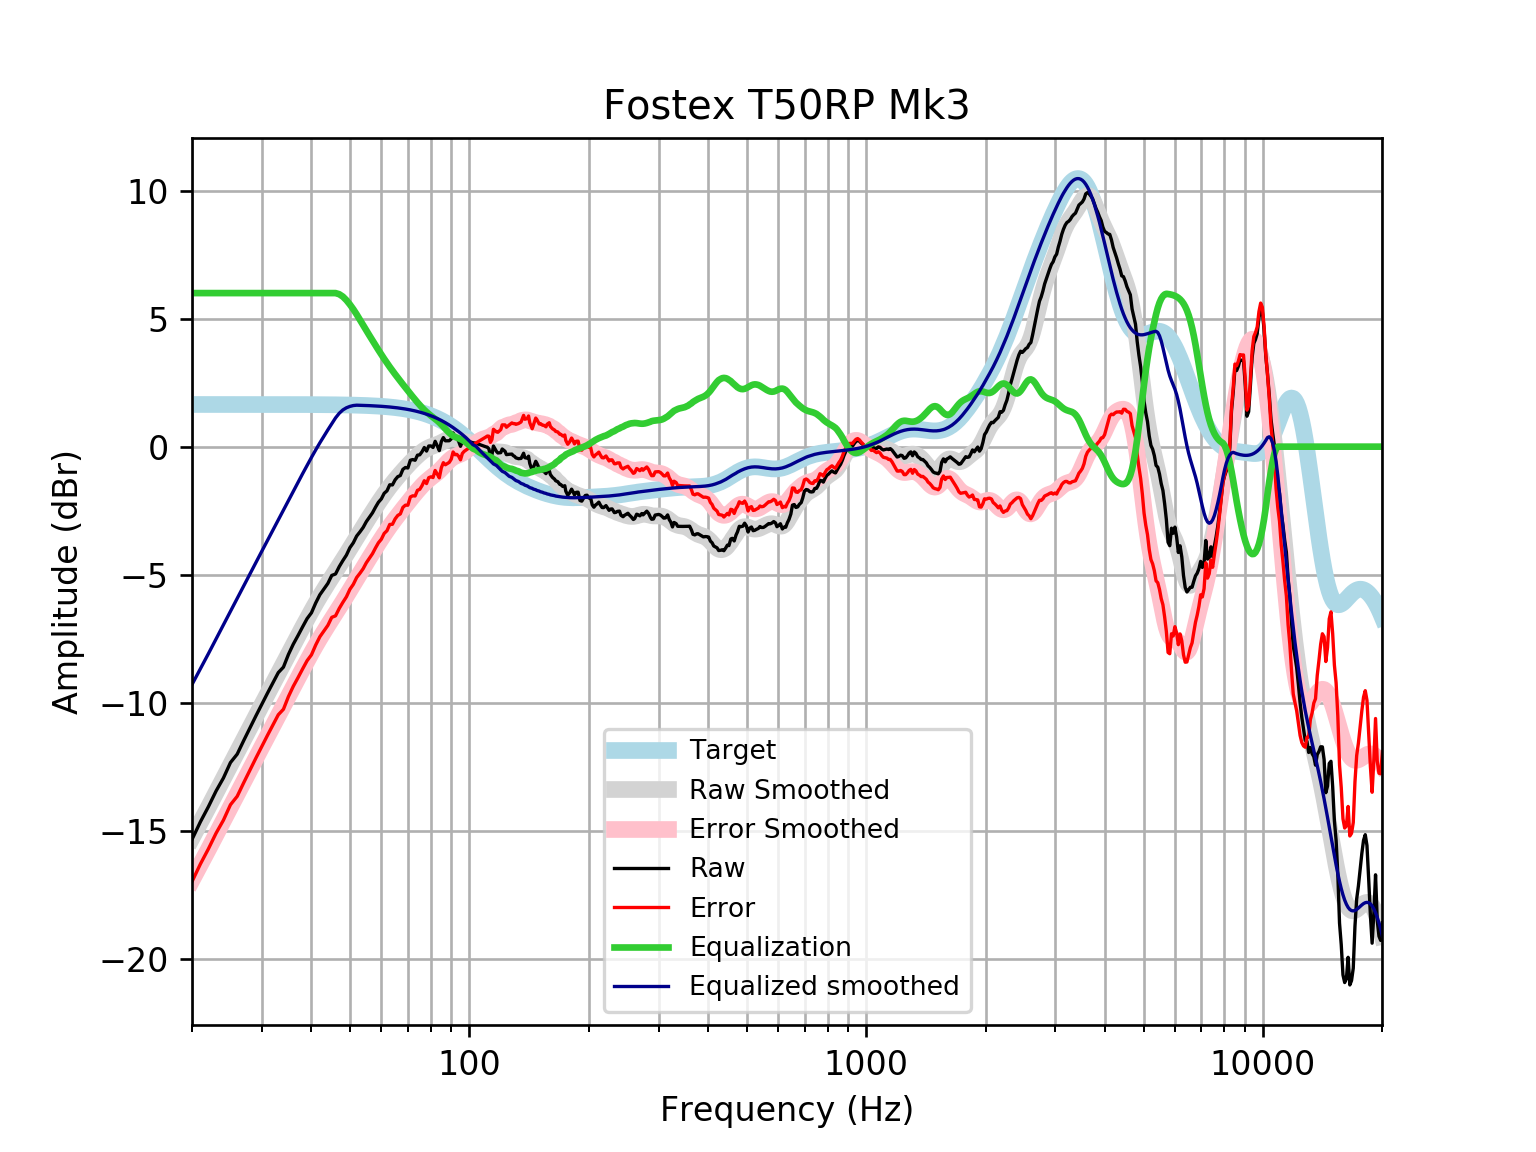 Fostex T50RP Mk3
10
5
0
−5
−10
−15
−20
Amplitude (dBr)
Target
Raw Smoothed
Error Smoothed
Raw
Error
Equalization
Equalized smoothed
100 1000 10000
Frequency (Hz)